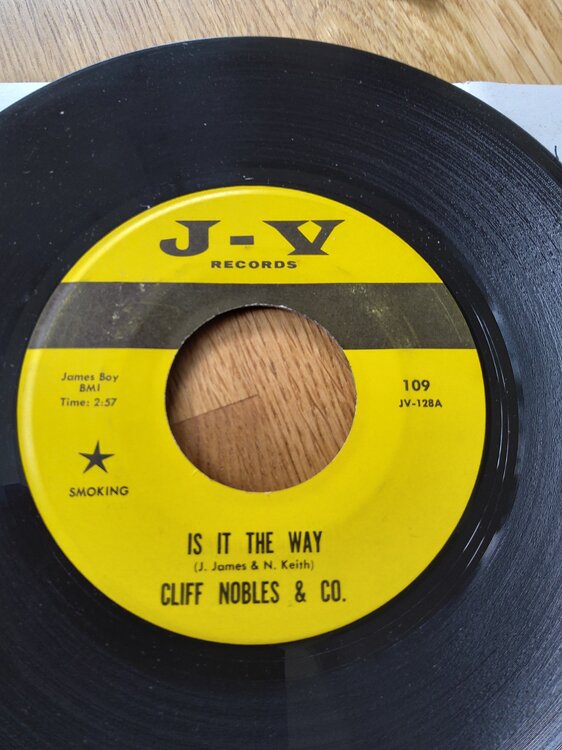 J-V
RECORDS
James Boy
BMI
Time: 2:57
109
JV-128A
SMOKING
IS IT THE WAY
(J. James & N. Keith)
CLIFF NOBLES & CO.